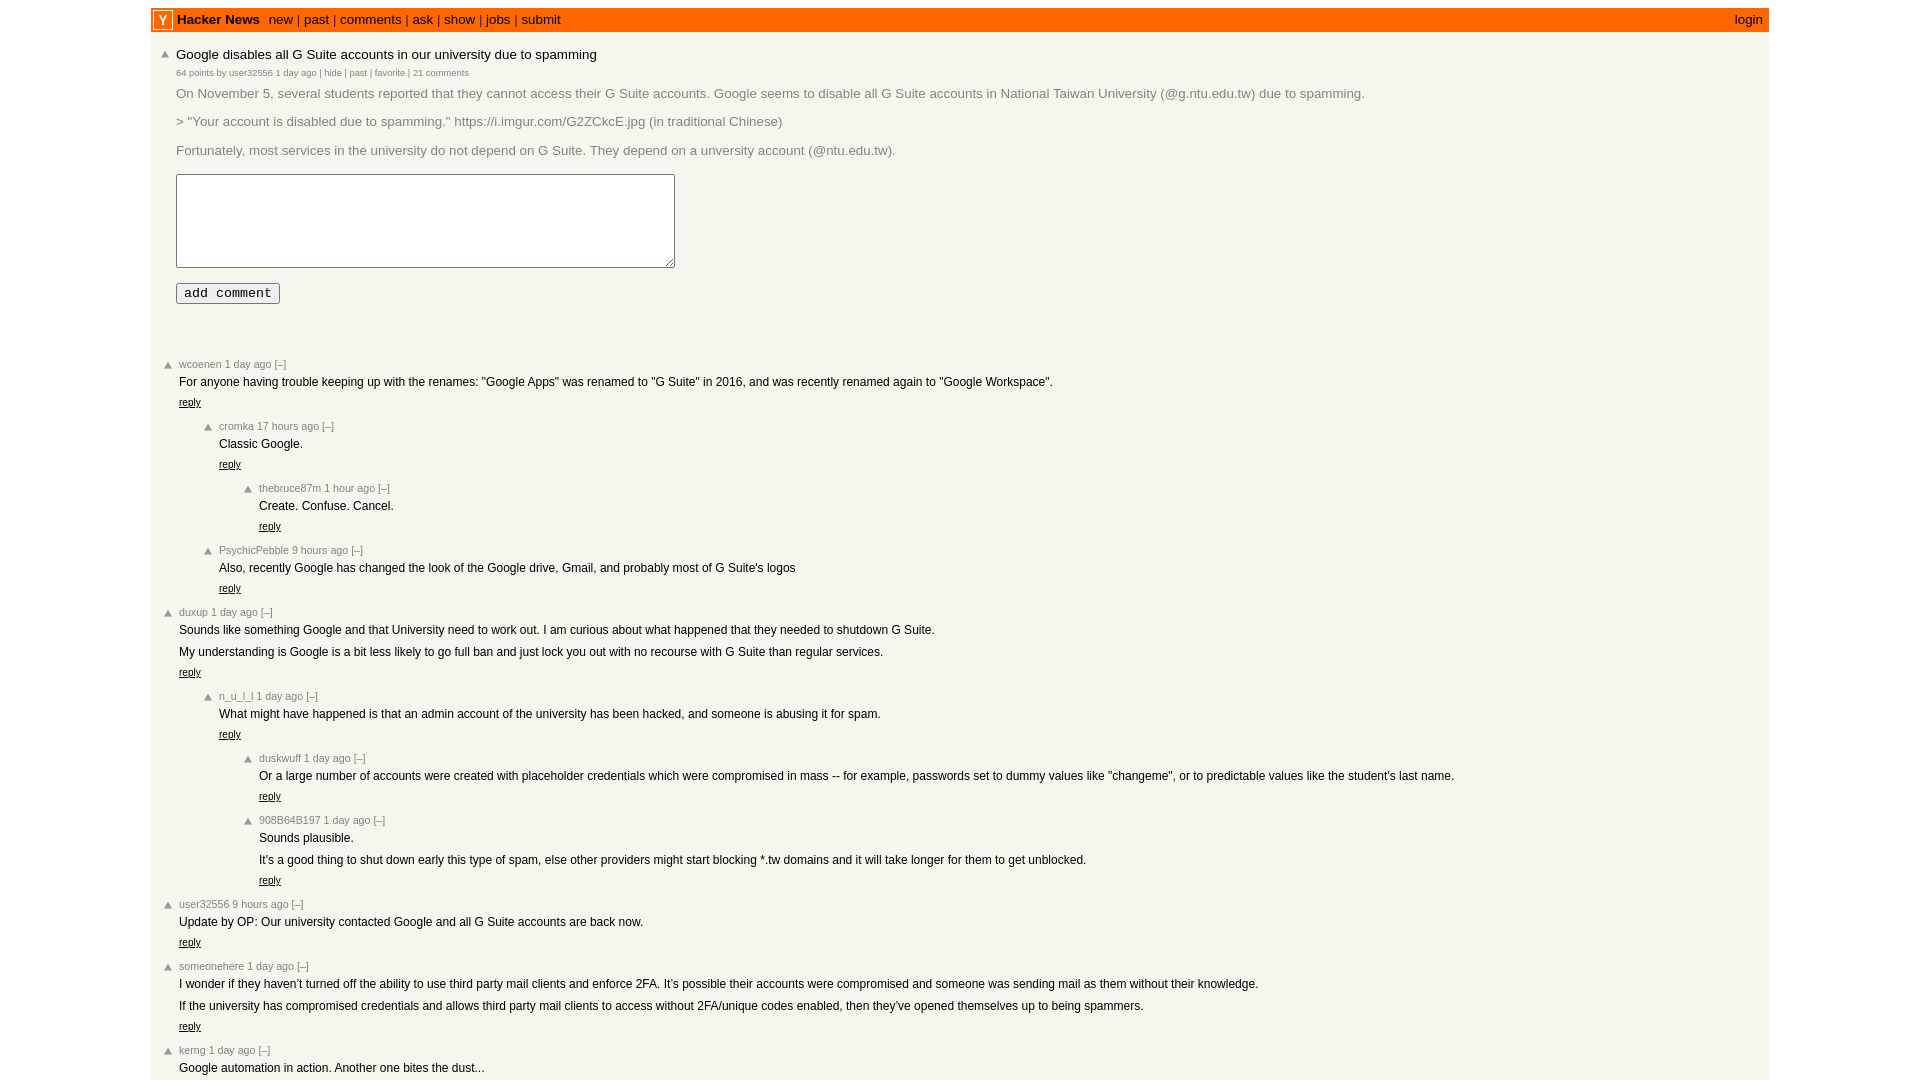 Y Hacker News new | past | comments | ask | show | jobs | submit login
Google disables all G Suite accounts in our university due to spamming
64 points by user32556 1 day ago | hide | past | favorite | 21 comments
On November 5, several students reported that they cannot access their G Suite accounts. Google seems to disable all G Suite accounts in National Taiwan University (@g.ntu.edu.tw) due to spamming.
> "Your account is disabled due to spamming." https://i.imgur.com/G2ZCkcE.jpg (in traditional Chinese)
Fortunately, most services in the university do not depend on G Suite. They depend on a unversity account (@ntu.edu.tw).
add comment
wcoenen 1 day ago [–]
For anyone having trouble keeping up with the renames: "Google Apps" was renamed to "G Suite" in 2016, and was recently renamed again to "Google Workspace".
reply
cromka 17 hours ago [–]
Classic Google.
reply
thebruce87m 1 hour ago [–]
Create. Confuse. Cancel.
reply
PsychicPebble 9 hours ago [–]
Also, recently Google has changed the look of the Google drive, Gmail, and probably most of G Suite's logos
reply
duxup 1 day ago [–]
Sounds like something Google and that University need to work out. I am curious about what happened that they needed to shutdown G Suite.
My understanding is Google is a bit less likely to go full ban and just lock you out with no recourse with G Suite than regular services.
reply
n_u_l_l 1 day ago [–]
What might have happened is that an admin account of the university has been hacked, and someone is abusing it for spam.
reply
duskwuff 1 day ago [–]
Or a large number of accounts were created with placeholder credentials which were compromised in mass -- for example, passwords set to dummy values like "changeme", or to predictable values like the student's last name.
reply
908B64B197 1 day ago [–]
Sounds plausible.
It's a good thing to shut down early this type of spam, else other providers might start blocking *.tw domains and it will take longer for them to get unblocked.
reply
user32556 9 hours ago [–]
Update by OP: Our university contacted Google and all G Suite accounts are back now.
reply
someonehere 1 day ago [–]
I wonder if they haven’t turned off the ability to use third party mail clients and enforce 2FA. It’s possible their accounts were compromised and someone was sending mail as them without their knowledge.
If the university has compromised credentials and allows third party mail clients to access without 2FA/unique codes enabled, then they’ve opened themselves up to being spammers.
reply
kerng 1 day ago [–]
Google automation in action. Another one bites the dust...